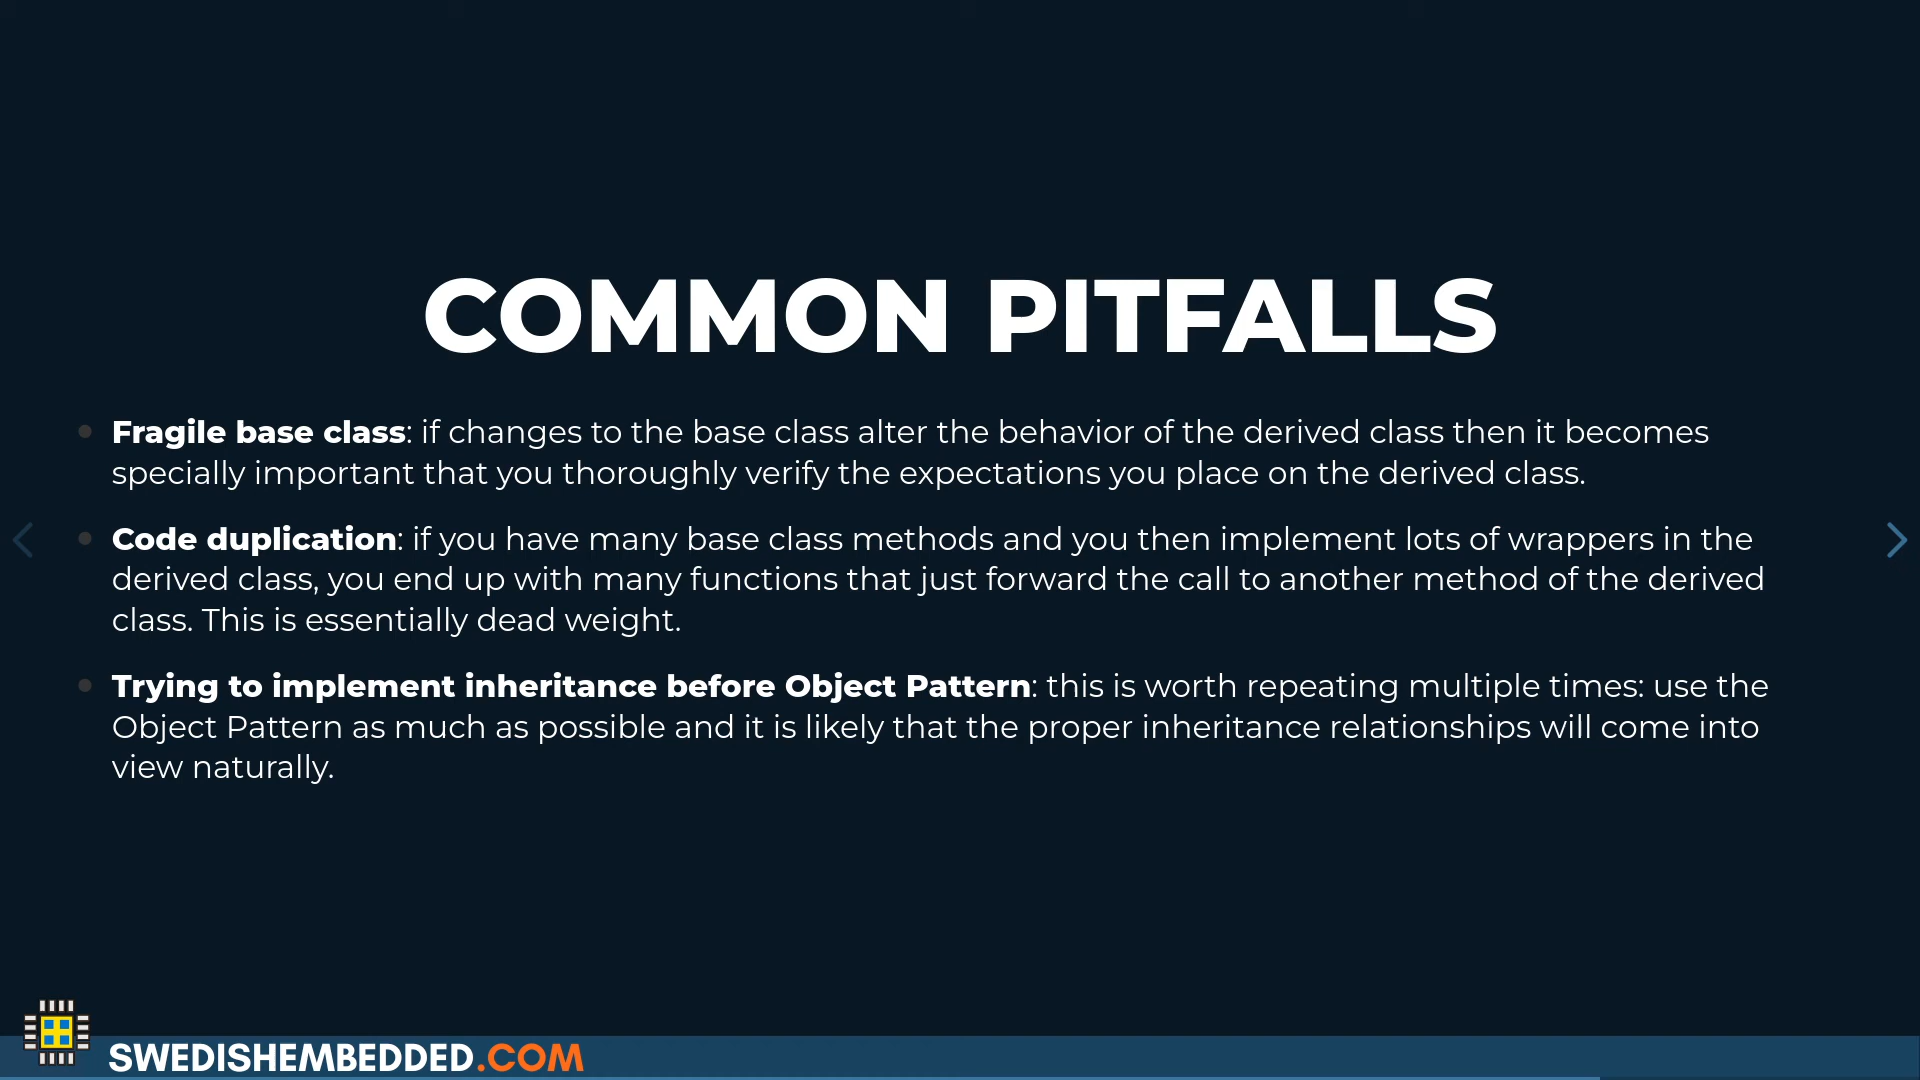 COMMON PITFALLS
Fragile base class: if changes to the base class alter the behavior of the derived class then it becomes
specially important that you thoroughly verify the expectations you place on the derived class.
Code duplication: if you have many base class methods and you then implement lots of wrappers in the
derived class, you end up with many functions that just forward the call to another method of the derived
class. This is essentially dead weight.
Trying to implement inheritance before Object Pattern: this is worth repeating multiple times: use the
Object Pattern as much as possible and it is likely that the proper inheritance relationships will come into
view naturally.
SWEDISHEMBEDDED.COM